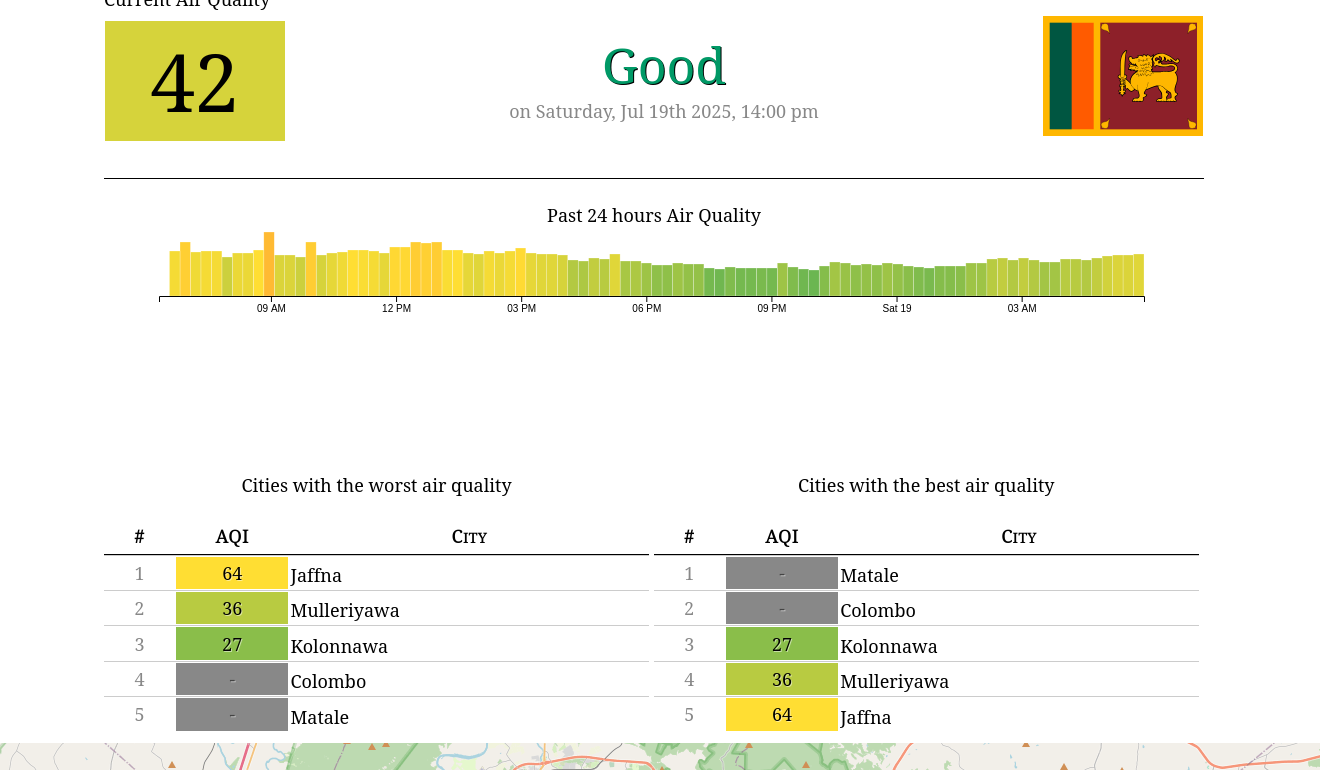 Current Air Quality
42
Good
on Saturday, Jul 19th 2025, 14:00 pm
Past 24 hours Air Quality
09 AM 12 PM 03 PM 06 PM 09 PM Sat 19 03 AM
Cities with the worst air quality
# AQI City
1 64 Jaffna
2 36 Mulleriyawa
3 27 Kolonnawa
4 - Colombo
5 - Matale
Cities with the best air quality
# AQI City
1 - Matale
2 - Colombo
3 27 Kolonnawa
4 36 Mulleriyawa
5 64 Jaffna